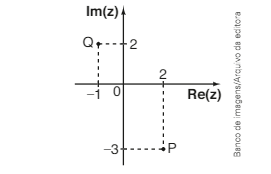 Im(z)
Q
2
2
–1
0
Re(z)
–3
P
Banco de imagens/Arquivo da editora